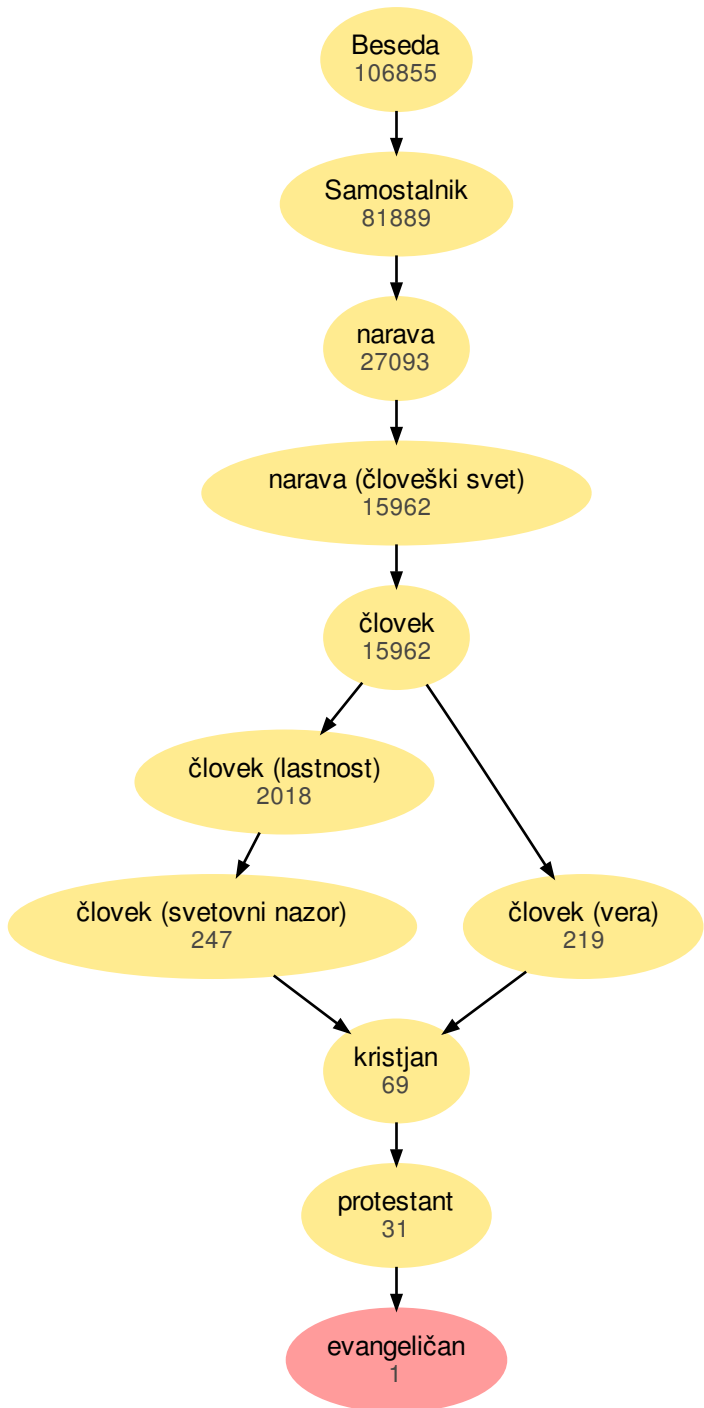 Beseda
106855
Samostalnik
81889
narava
27093
narava (človeški svet)
15962
človek
15962
človek (lastnost)
2018
človek (svetovni nazor)
247
človek (vera)
219
kristjan
69
protestant
31
evangeličan
1